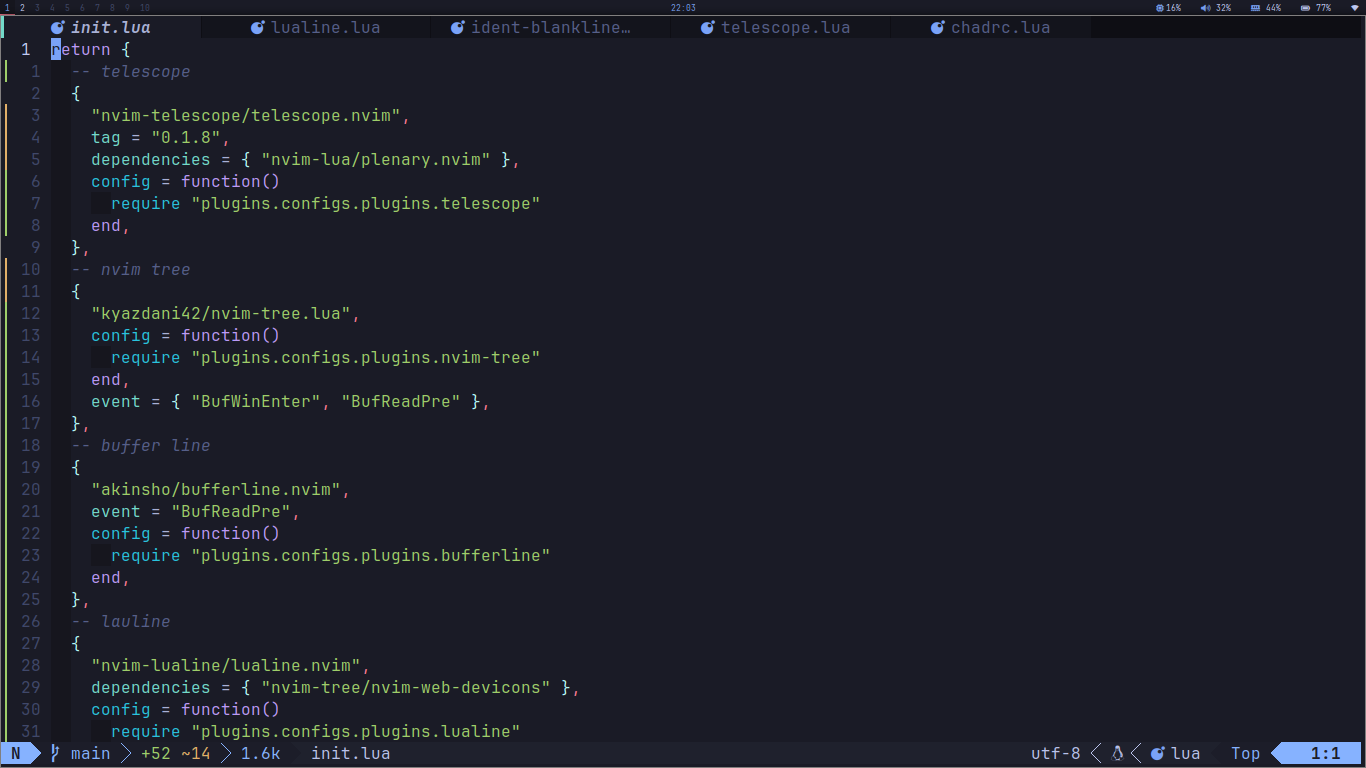 1 2 3 4 5 6 7 8 9 10 22:03 16% 32% 44% 77%
init.lua lualine.lua ident-blankline… telescope.lua chadrc.lua
1 return {
1 -- telescope
2 {
3 "nvim-telescope/telescope.nvim",
4 tag = "0.1.8",
5 dependencies = { "nvim-lua/plenary.nvim" },
6 config = function()
7 require "plugins.configs.plugins.telescope"
8 end,
9 },
10 -- nvim tree
11 {
12 "kyazdani42/nvim-tree.lua",
13 config = function()
14 require "plugins.configs.plugins.nvim-tree"
15 end,
16 event = { "BufWinEnter", "BufReadPre" },
17 },
18 -- buffer line
19 {
20 "akinsho/bufferline.nvim",
21 event = "BufReadPre",
22 config = function()
23 require "plugins.configs.plugins.bufferline"
24 end,
25 },
26 -- lauline
27 {
28 "nvim-lualine/lualine.nvim",
29 dependencies = { "nvim-tree/nvim-web-devicons" },
30 config = function()
31 require "plugins.configs.plugins.lualine"
N main +52 ~14 1.6k init.lua utf-8 lua Top 1:1